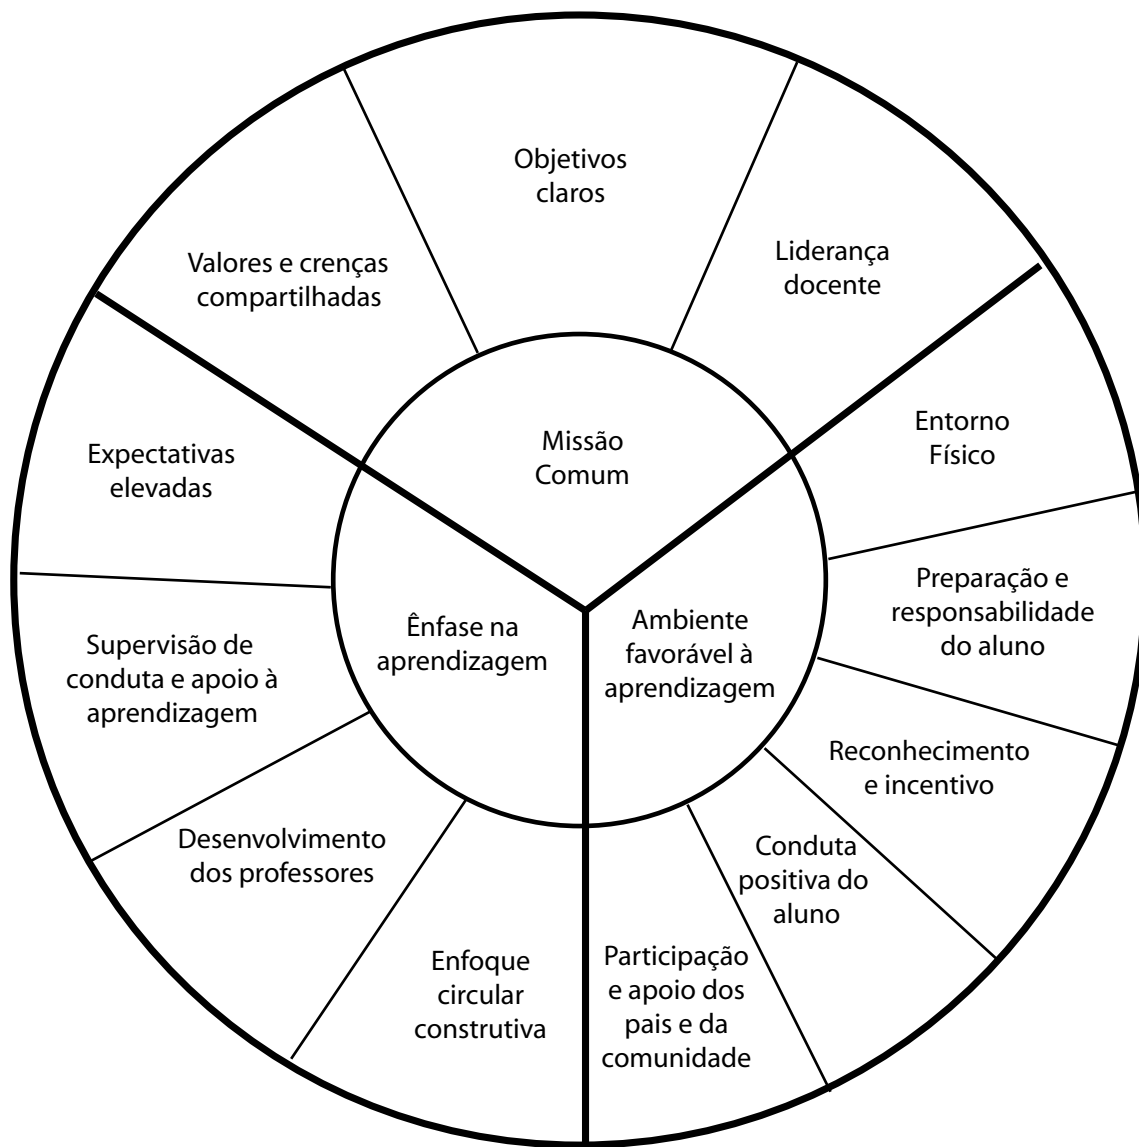 Objetivos
claros
Valores e crenças
compartilhadas
Liderança
docente
Missão
Comum
Expectativas
elevadas
Entorno
Físico
Ênfase na
aprendizagem
Ambiente
favorável à
aprendizagem
Preparação e
responsabilidade
do aluno
Supervisão de
conduta e apoio à
aprendizagem
Reconhecimento
e incentivo
Desenvolvimento
dos professores
Conduta
positiva do
aluno
Enfoque
circular
construtiva
Participação
e apoio dos
pais e da
comunidade